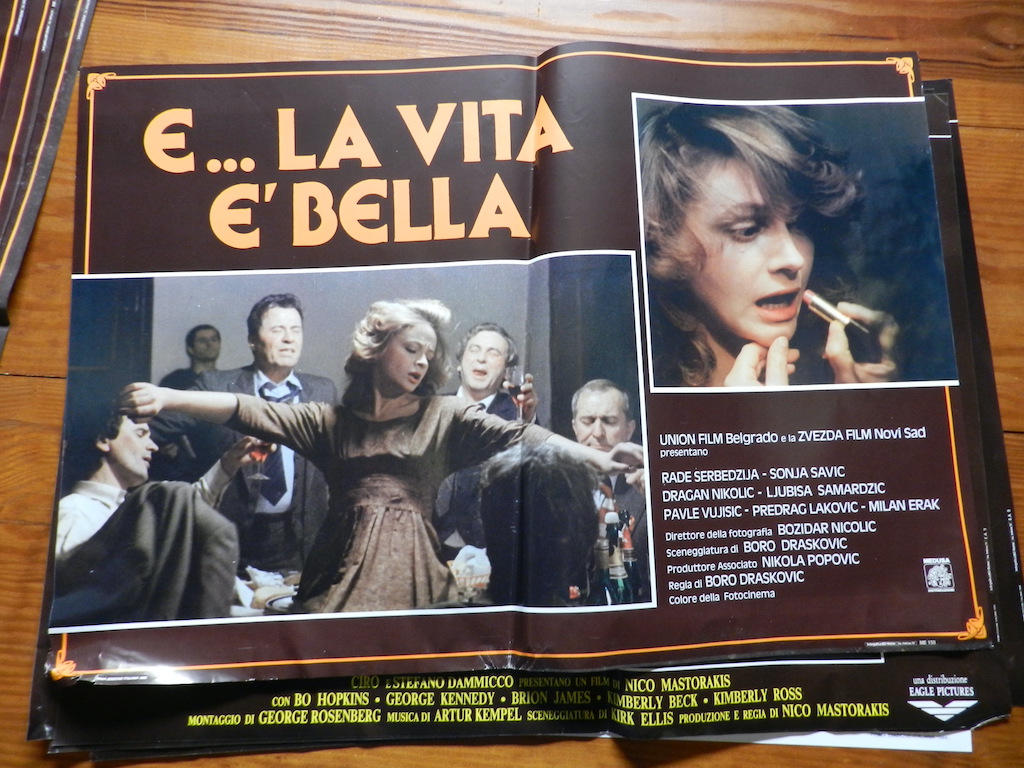 E... LA VITA
E' BELLA
UNION FILM Belgrado e la ZVEZDA FILM Novi Sad
presentano
RADE SERBEDZIJA - SONJA SAVIC
DRAGAN NIKOLIC - LJUBISA SAMARDZIC
PAVLE VUJISIC - PREDRAG LAKOVIC - MILAN ERAK
Direttore della fotografia BOZIDAR NICOLIC
Sceneggiatura di BORO DRASKOVIC
Produttore Associato NIKOLA POPOVIC
Regia di BORO DRASKOVIC
Colore della Fotocinema
MEDUSA
CIRO E STEFANO DAMMICCO PRESENTANO UN FILM DI NICO MASTORAKIS
CON BO HOPKINS • GEORGE KENNEDY • BRION JAMES • KIMBERLY BECK • KIMBERLY ROSS
MONTAGGIO DI GEORGE ROSENBERG MUSICA DI ARTUR KEMPEL SCENEGGIATURA DI KIRK ELLIS PRODUZIONE E REGIA DI NICO MASTORAKIS
una distribuzione
EAGLE PICTURES